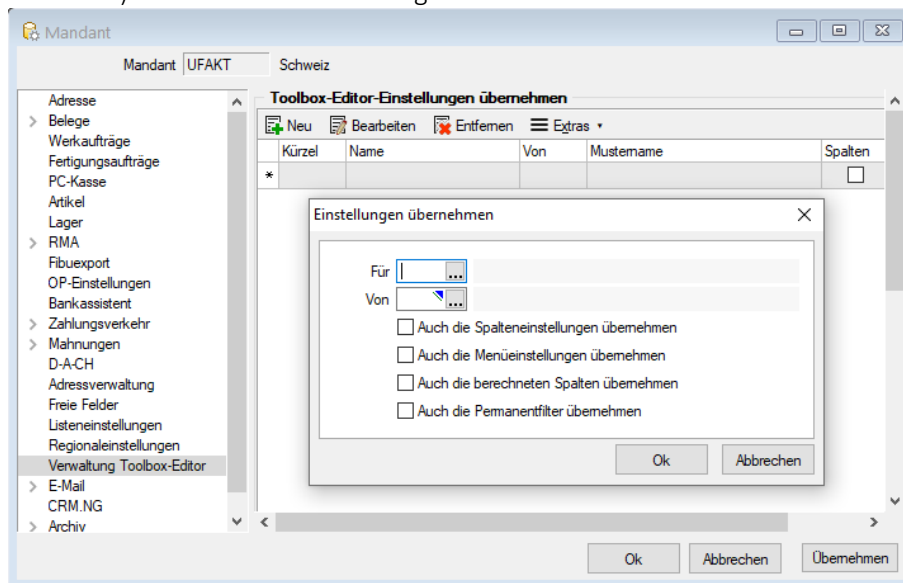 Mandant
Mandant UFAKT Schweiz
Adresse
Belege
Werkaufträge
Fertigungsaufträge
PC-Kasse
Artikel
Lager
RMA
Fibuexport
OP-Einstellungen
Bankassistent
Zahlungsverkehr
Mahnungen
D-A-CH
Adressverwaltung
Freie Felder
Listeneinstellungen
Regionaleinstellungen
Verwaltung Toolbox-Editor
E-Mail
CRM.NG
Archiv
Toolbox-Editor-Einstellungen übernehmen
Neu Bearbeiten Entfernen Extras
Kürzel Name Von Mustername Spalten
*
Einstellungen übernehmen
Für ...
Von ...
Auch die Spalteneinstellungen übernehmen
Auch die Menüeinstellungen übernehmen
Auch die berechneten Spalten übernehmen
Auch die Permanentfilter übernehmen
Ok Abbrechen
Ok Abbrechen Übernehmen